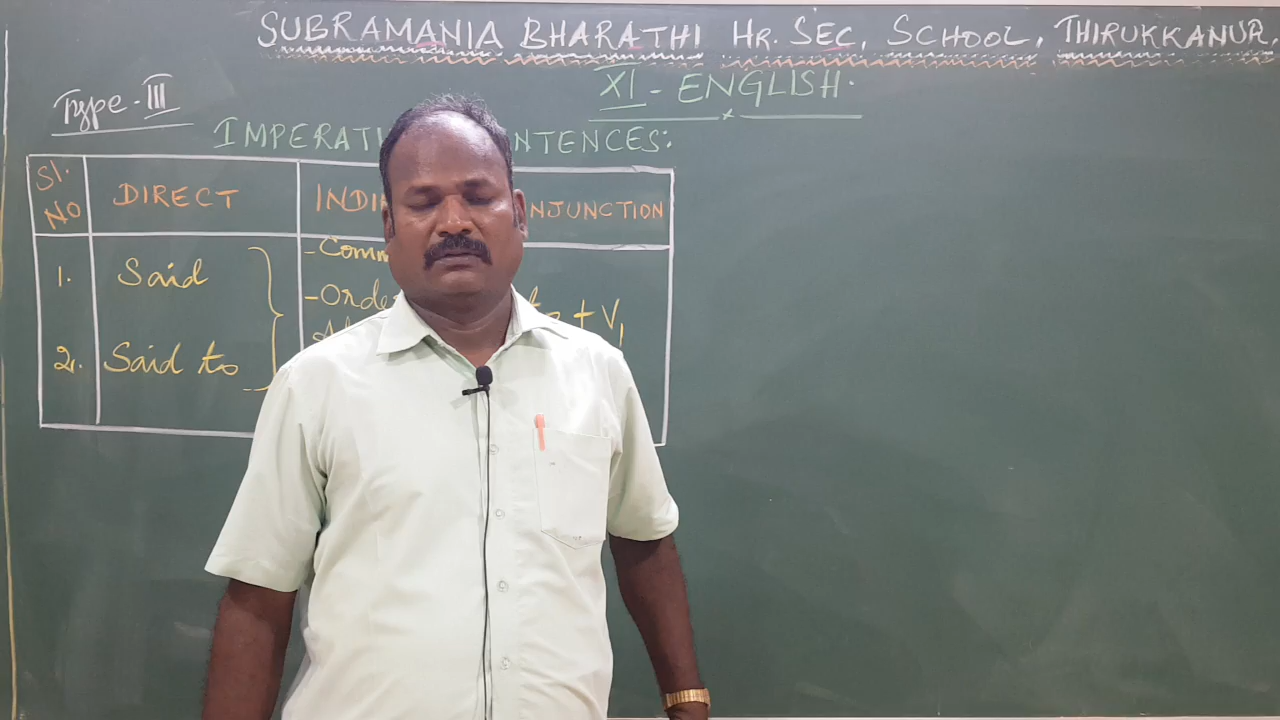 SUBRAMANIA BHARATHI HR. SEC. SCHOOL, THIRUKKANUR.
XI - ENGLISH.
Type - III
IMPERATI NTENCES:
Sl. No DIRECT INDI NJUNCTION
1. Said - Comm
- Orde + V1
2. Said to